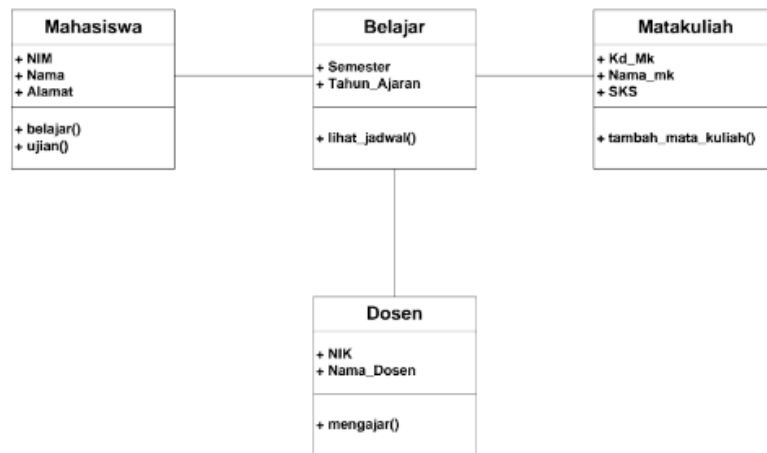 Mahasiswa
+ NIM
+ Nama
+ Alamat
+ belajar()
+ ujian()
Belajar
+ Semester
+ Tahun_Ajaran
+ lihat_jadwal()
Matakuliah
+ Kd_Mk
+ Nama_mk
+ SKS
+ tambah_mata_kuliah()
Dosen
+ NIK
+ Nama_Dosen
+ mengajar()